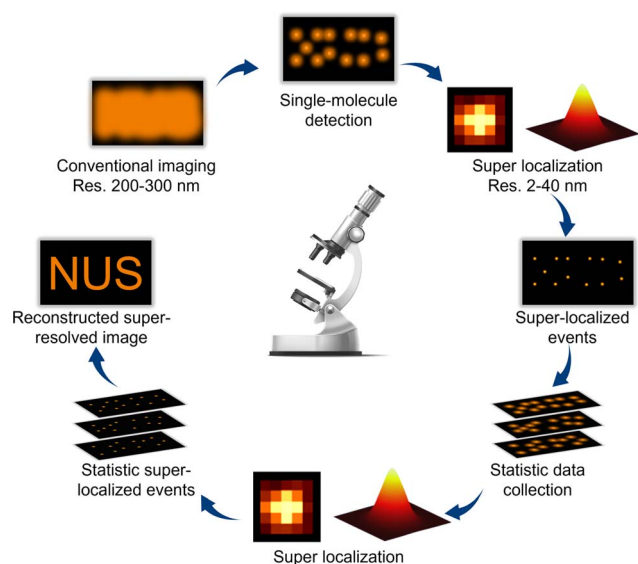 Single-molecule
detection
Conventional imaging
Res. 200-300 nm
Super localization
Res. 2-40 nm
NUS
Reconstructed super-
resolved image
Super-localized
events
Statistic super-
localized events
Statistic data
collection
Super localization